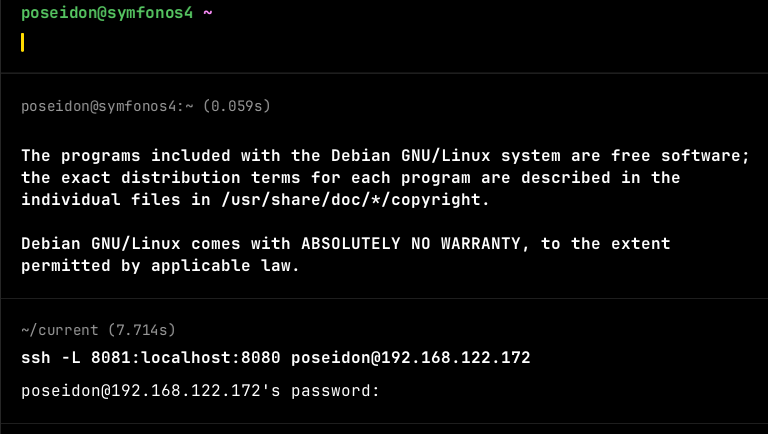 poseidon@symfonos4 ~
poseidon@symfonos4:~ (0.059s)
The programs included with the Debian GNU/Linux system are free software;
the exact distribution terms for each program are described in the
individual files in /usr/share/doc/*/copyright.
Debian GNU/Linux comes with ABSOLUTELY NO WARRANTY, to the extent
permitted by applicable law.
~/current (7.714s)
ssh -L 8081:localhost:8080 poseidon@192.168.122.172
poseidon@192.168.122.172's password: